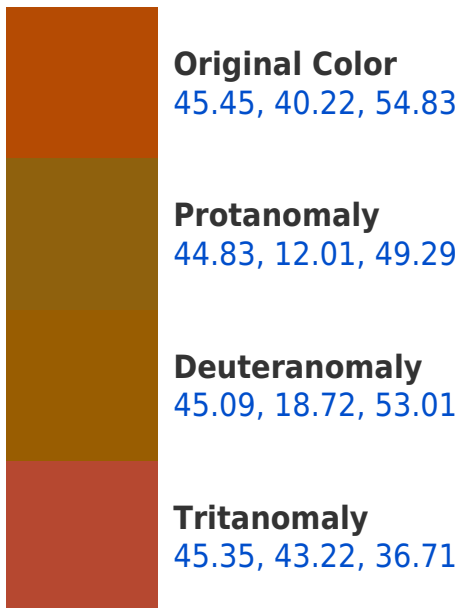 Original Color
45.45, 40.22, 54.83
Protanomaly
44.83, 12.01, 49.29
Deuteranomaly
45.09, 18.72, 53.01
Tritanomaly
45.35, 43.22, 36.71